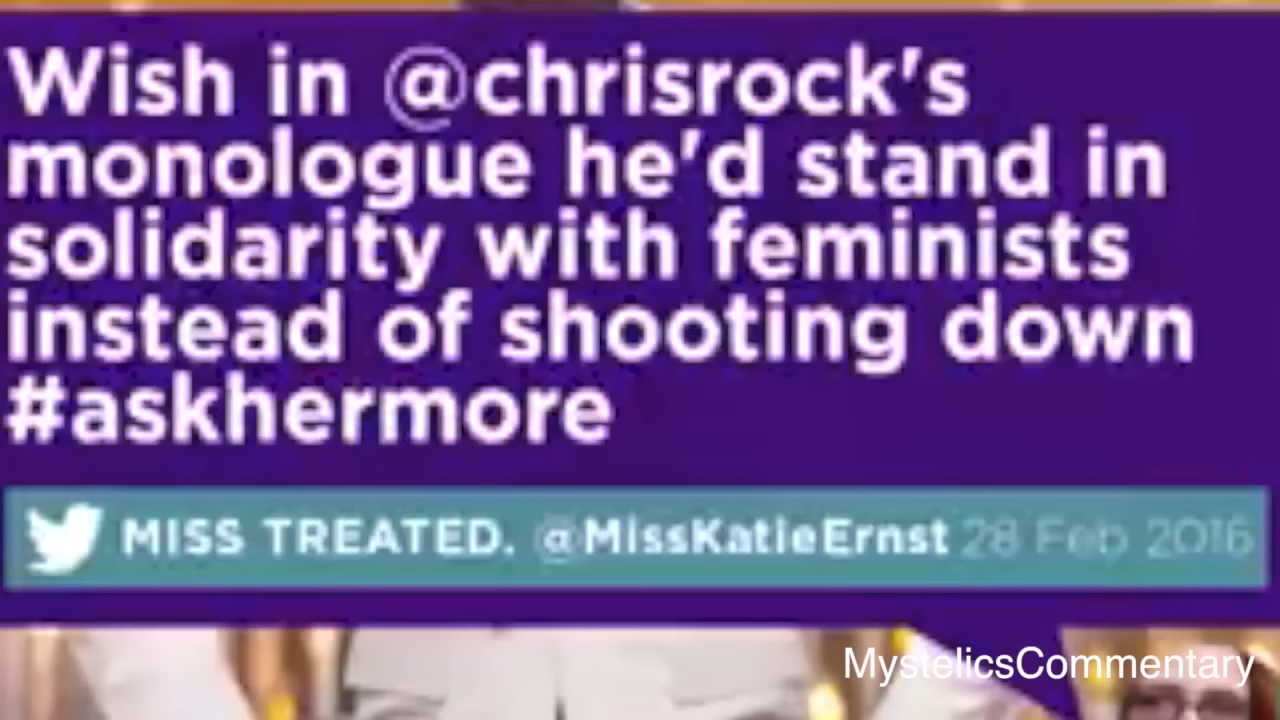 Wish in @chrisrock's
monologue he'd stand in
solidarity with feminists
instead of shooting down
#askhermore
MISS TREATED. @MissKatieErnst 28 Feb 2016
MystelicsCommentary